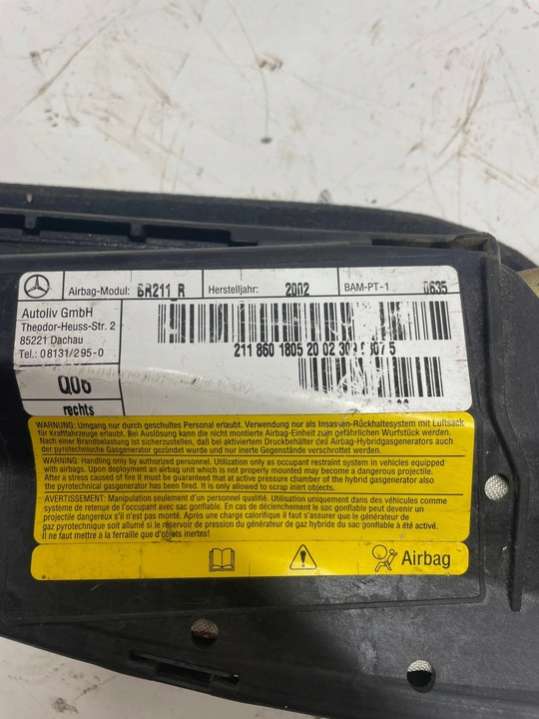 Airbag-Modul: BR211_R Herstelljahr: 2002 BAM-PT-1 0635
Autoliv GmbH
Theodor-Heuss-Str. 2
85221 Dachau
Tel.: 08131/295-0
211 860 1805 20 02
Q06
rechts
WARNUNG: Umgang nur durch geschultes Personal erlaubt. Verwendung nur als Insassen-Rückhaltesystem mit Luftsack
für Kraftfahrzeuge erlaubt. Bei Auslösung kann die nicht montierte Airbag-Einheit zum gefährlichen Wurfstück werden.
Nach einer Brandbelastung ist sicherzustellen, daß bei aktiviertem Druckbehälter des Airbag-Hybridgasgenerators auch
der pyrotechnische Gasgenerator gezündet wurde und nur inerte Gegenstände verschrottet werden.
WARNING: Handling only by authorized personnel. Utilization only as occupant restraint system in vehicles equipped
with airbags. Upon deployment an airbag unit which is not properly mounted may become a dangerous projectile.
When stressed by fire it must be guaranteed that at active pressure chamber of the hybrid gasgenerator also
the pyrotechnical gasgenerator has been fired. It is only allowed to scrap inert objects.
AVERTISSEMENT: Manipulation seulement d'un personnel qualifié. Utilisation uniquement dans des véhicules comme
système de retenue de l'occupant avec sac gonflable. En cas de déclenchement le sac gonflable peut devenir un
projectile dangereux s'il n'est pas monté. Après une charge calorifique il faut s'assurer que le générateur de
gaz pyrotechnique soit allumé si le réservoir de pression du générateur de gaz hybride du sac gonflable à été activé.
Il ne faut mettre à la ferraille que d'objets inertes!
Airbag